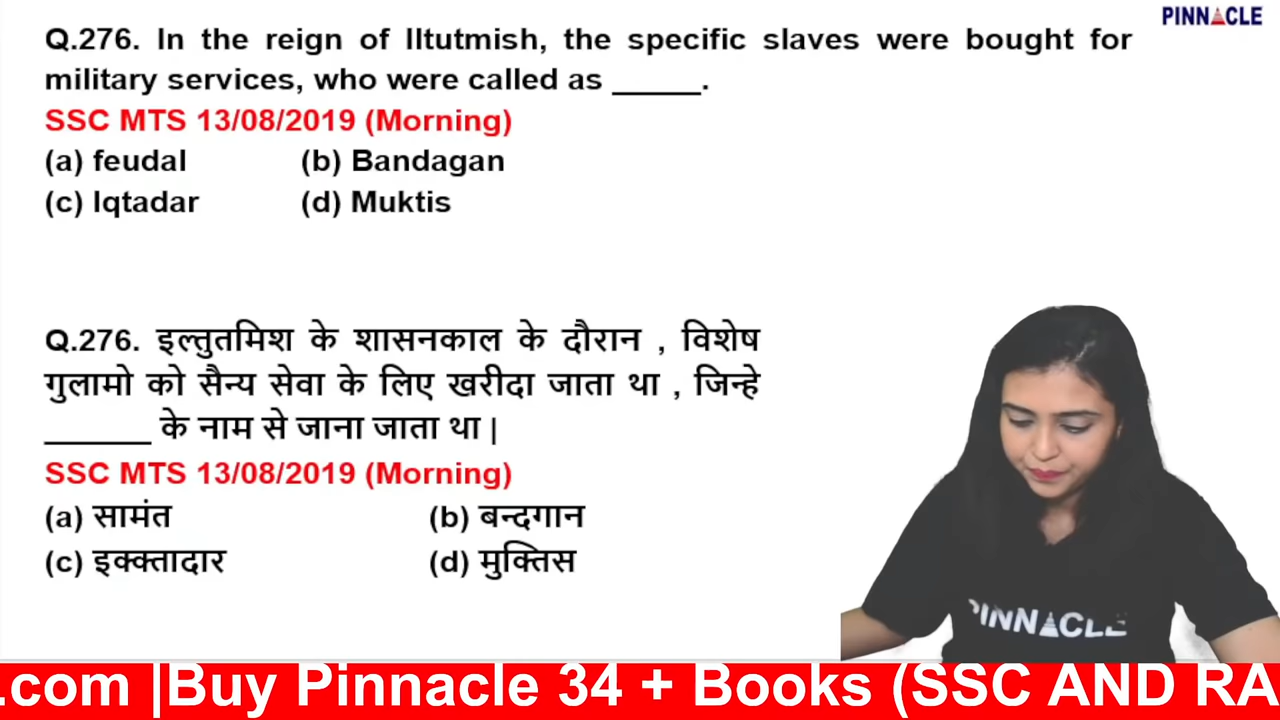 PINNACLE
Q.276. In the reign of Iltutmish, the specific slaves were bought for
military services, who were called as _____.
SSC MTS 13/08/2019 (Morning)
(a) feudal (b) Bandagan
(c) Iqtadar (d) Muktis
Q.276. इल्तुतमिश के शासनकाल के दौरान , विशेष
गुलामो को सैन्य सेवा के लिए खरीदा जाता था , जिन्हे
______ के नाम से जाना जाता था |
SSC MTS 13/08/2019 (Morning)
(a) सामंत (b) बन्दगान
(c) इक्क्तादार (d) मुक्तिस
PINNACLE
.com |Buy Pinnacle 34 + Books (SSC AND RA